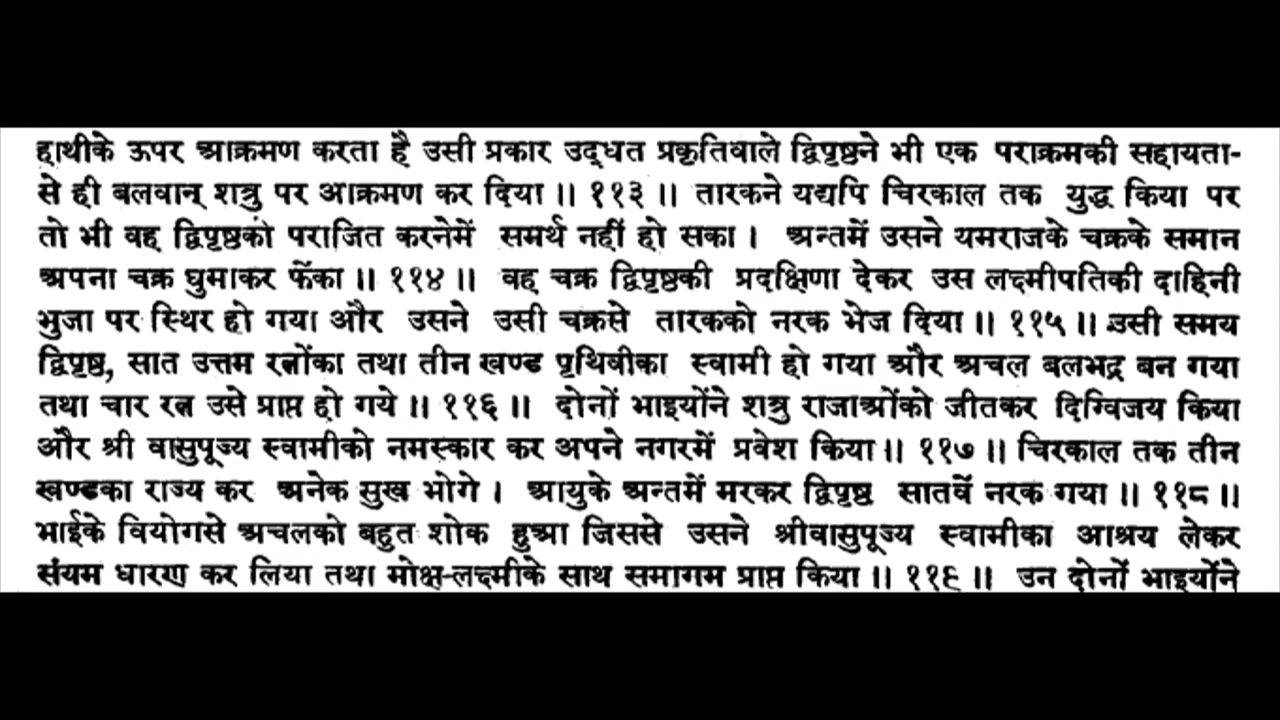 हाथीके ऊपर आक्रमण करता है उसी प्रकार उद्धत प्रकृतिवाले द्विपृष्ठने भी एक पराक्रमकी सहायता-
से ही बलवान् शत्रु पर आक्रमण कर दिया ॥ ११३ ॥ तारकने यद्यपि चिरकाल तक युद्ध किया पर
तो भी वह द्विपृष्ठको पराजित करनेमें समर्थ नहीं हो सका । अन्तमें उसने यमराजके चक्रके समान
अपना चक्र घुमाकर फेंका ॥ ११४ ॥ वह चक्र द्विपृष्ठकी प्रदक्षिणा देकर उस लक्ष्मीपतिकी दाहिनी
भुजा पर स्थिर हो गया और उसने उसी चक्रसे तारकको नरक भेज दिया ॥ ११५ ॥ उसी समय
द्विपृष्ठ, सात उत्तम रत्नोंका तथा तीन खण्ड पृथिवीका स्वामी हो गया और अचल बलभद्र बन गया
तथा चार रत्न उसे प्राप्त हो गये ॥ ११६ ॥ दोनों भाइयोंने शत्रु राजाओंको जीतकर दिग्विजय किया
और श्री वासुपूज्य स्वामीको नमस्कार कर अपने नगरमें प्रवेश किया ॥ ११७ ॥ चिरकाल तक तीन
खण्डका राज्य कर अनेक सुख भोगे । आयुके अन्तमें मरकर द्विपृष्ठ सातवें नरक गया ॥ ११८ ॥
भाईके वियोगसे अचलको बहुत शोक हुआ जिससे उसने श्रीवासुपूज्य स्वामीका आश्रय लेकर
संयम धारण कर लिया तथा मोक्ष-लक्ष्मीके साथ समागम प्राप्त किया ॥ ११९ ॥ उन दोनों भाइयोंने